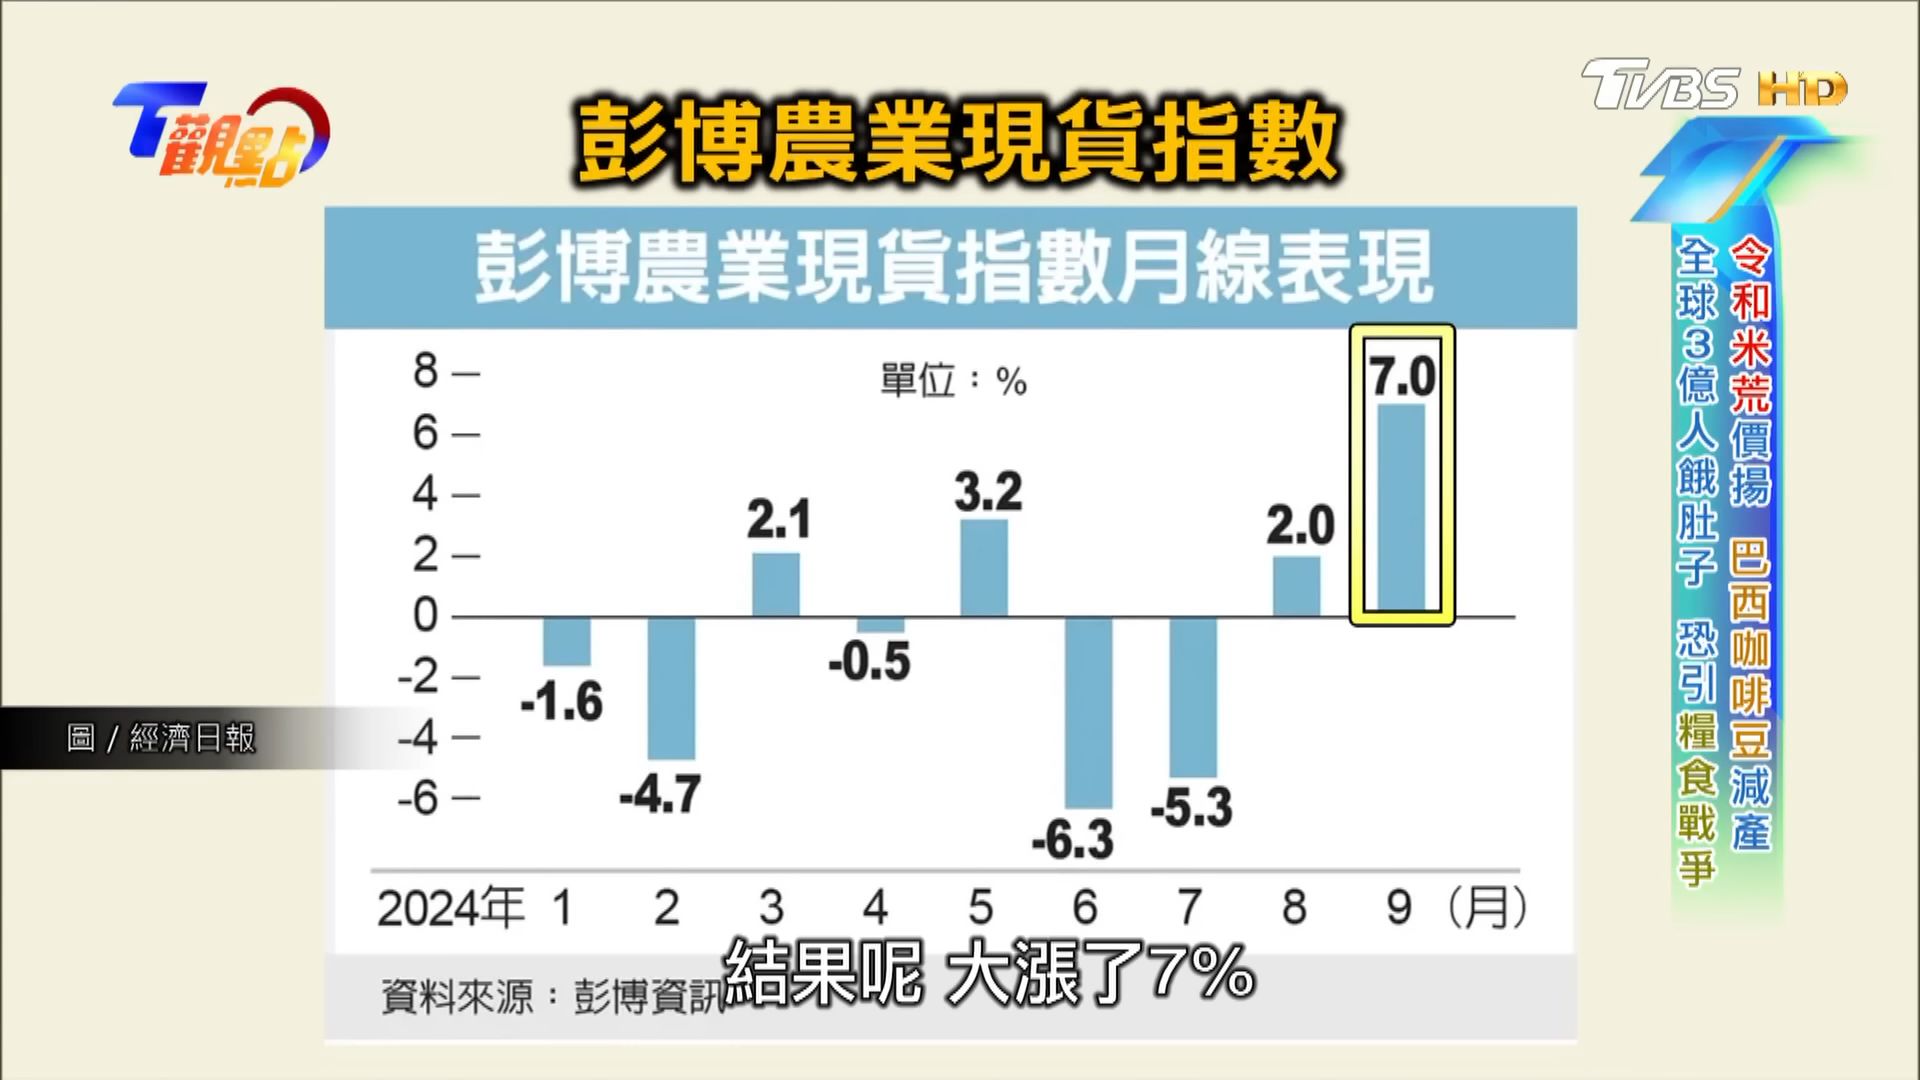 T觀點
TVBS HD
彭博農業現貨指數
彭博農業現貨指數月線表現
單位：%
8
6
4
2
0
-2
-4
-6
-1.6
-4.7
2.1
-0.5
3.2
-6.3
-5.3
2.0
7.0
2024年 1 2 3 4 5 6 7 8 9（月）
資料來源：彭博資訊
圖 / 經濟日報
結果呢 大漲了7%
令和米荒價揚 巴西咖啡豆減產
全球3億人餓肚子 恐引糧食戰爭